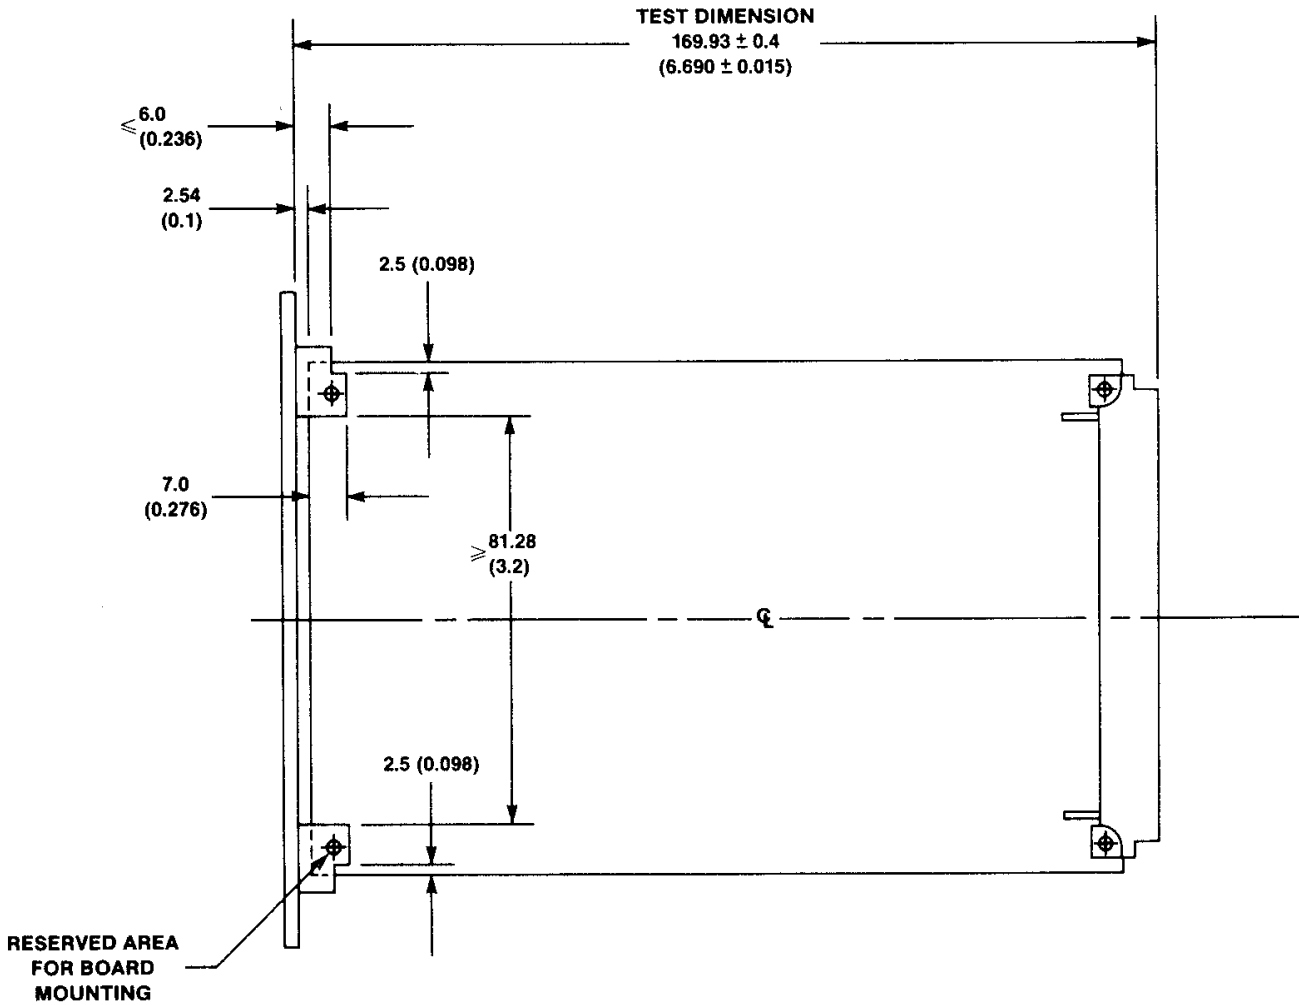 TEST DIMENSION
169.93 ± 0.4
(6.690 ± 0.015)
≤ 6.0
(0.236)
2.54
(0.1)
2.5 (0.098)
7.0
(0.276)
≥ 81.28
(3.2)
℄
2.5 (0.098)
RESERVED AREA
FOR BOARD
MOUNTING